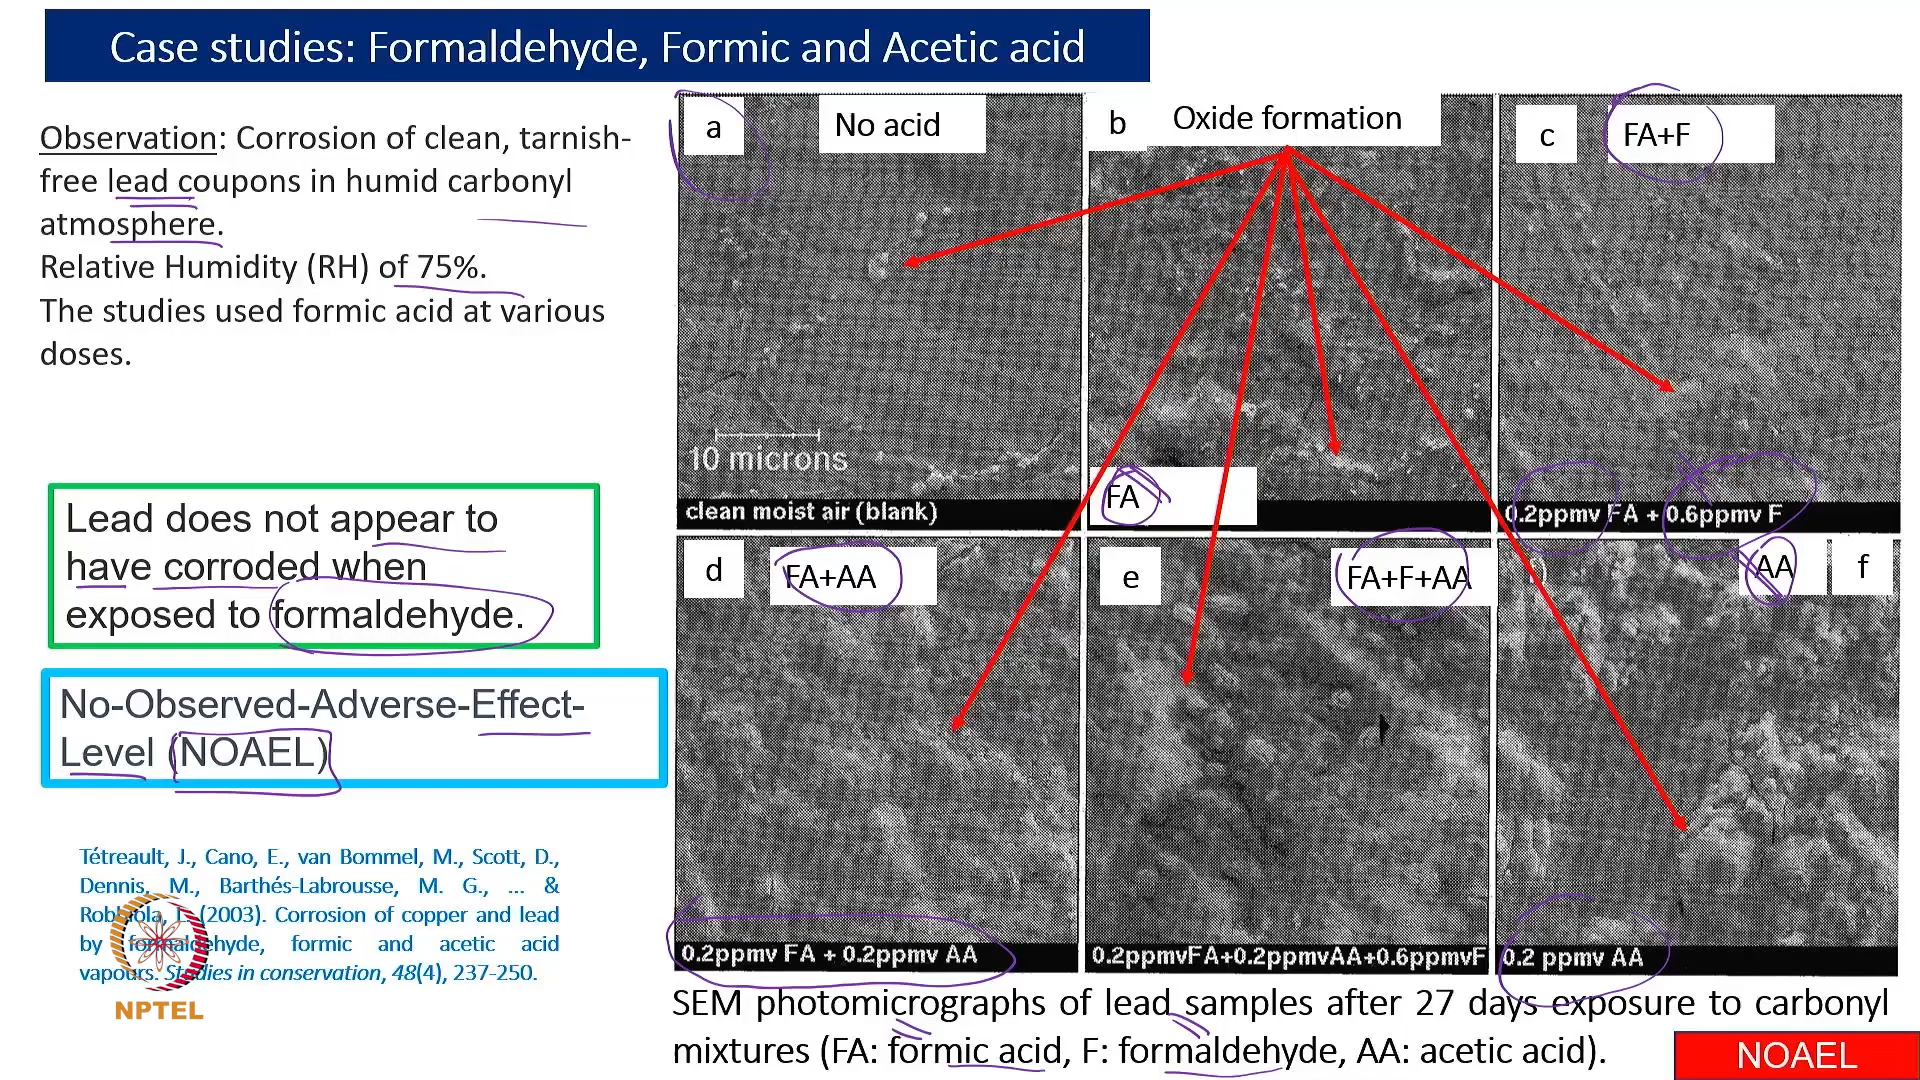 Case studies: Formaldehyde, Formic and Acetic acid
Observation: Corrosion of clean, tarnish-
free lead coupons in humid carbonyl
atmosphere.
Relative Humidity (RH) of 75%.
The studies used formic acid at various
doses.
Lead does not appear to
have corroded when
exposed to formaldehyde.
No-Observed-Adverse-Effect-
Level (NOAEL)
Tétreault, J., Cano, E., van Bommel, M., Scott, D.,
Dennis, M., Barthés-Labrousse, M. G., ... &
(2003). Corrosion of copper and lead
by formaldehyde, formic and acetic acid
vapours. Studies in conservation, 48(4), 237-250.
NPTEL
a
No acid
10 microns
clean moist air (blank)
b
Oxide formation
FA
c
FA+F
0.2ppmv FA + 0.6ppmv F
d
FA+AA
0.2ppmv FA + 0.2ppmv AA
e
FA+F+AA
0.2ppmvFA+0.2ppmvAA+0.6ppmvF
AA
f
0.2 ppmv AA
SEM photomicrographs of lead samples after 27 days exposure to carbonyl
mixtures (FA: formic acid, F: formaldehyde, AA: acetic acid).
NOAEL